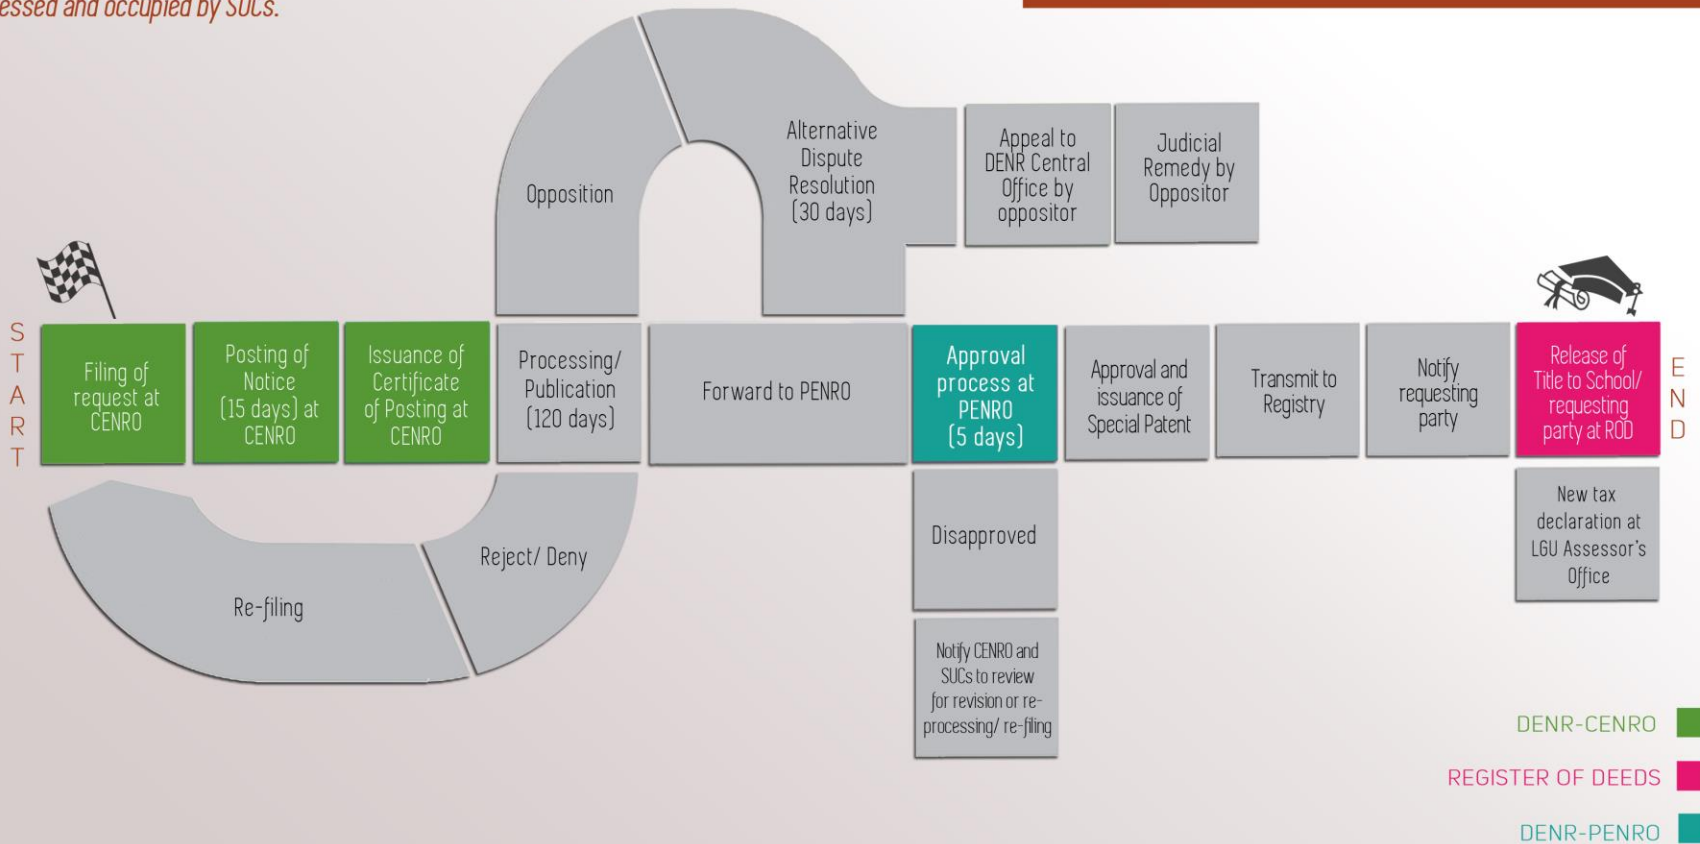 essed and occupied by SUCs.
Opposition
Alternative
Dispute
Resolution
(30 days)
Appeal to
DENR Central
Office by
oppositor
Judicial
Remedy by
Oppositor
START
Filing of
request at
CENRO
Posting of
Notice
(15 days) at
CENRO
Issuance of
Certificate
of Posting at
CENRO
Processing/
Publication
(120 days)
Forward to PENRO
Approval
process at
PENRO
(5 days)
Approval and
issuance of
Special Patent
Transmit to
Registry
Notify
requesting
party
Release of
Title to School/
requesting
party at ROD
END
Re-filing
Reject/ Deny
Disapproved
New tax
declaration at
LGU Assessor's
Office
Notify CENRO and
SUCs to review
for revision or re-
processing/ re-filing
DENR-CENRO
REGISTER OF DEEDS
DENR-PENRO